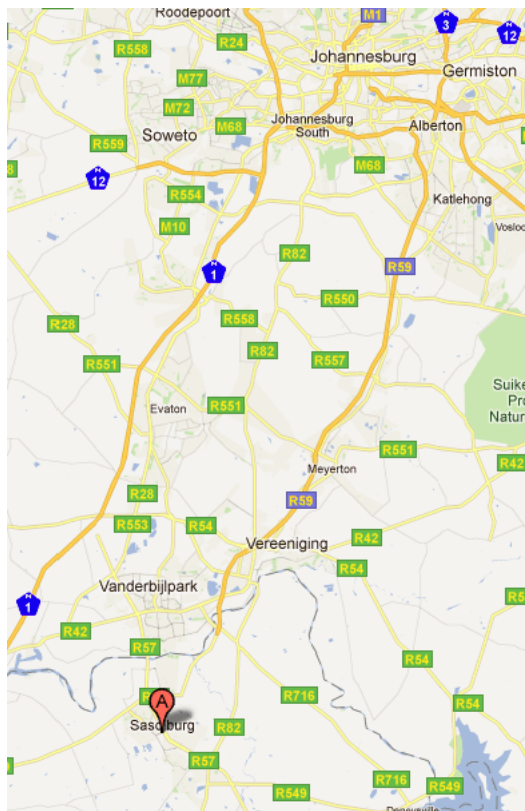 Roodepoort
M1
N
3
N
12
R558
R24
Johannesburg
Germiston
M77
M72
Johannesburg
South
Alberton
Soweto
M68
R559
M68
N
12
R554
Katlehong
M10
R82
N
1
R59
R550
R28
R558
R82
R557
R551
Evaton
R551
R551
Meyerton
R42
R28
R59
R553
R54
Vereeniging
R42
R54
Vanderbijlpark
N
1
R42
R57
R54
R716
R54
A
Sasolburg
R82
R57
R716
R549
R549